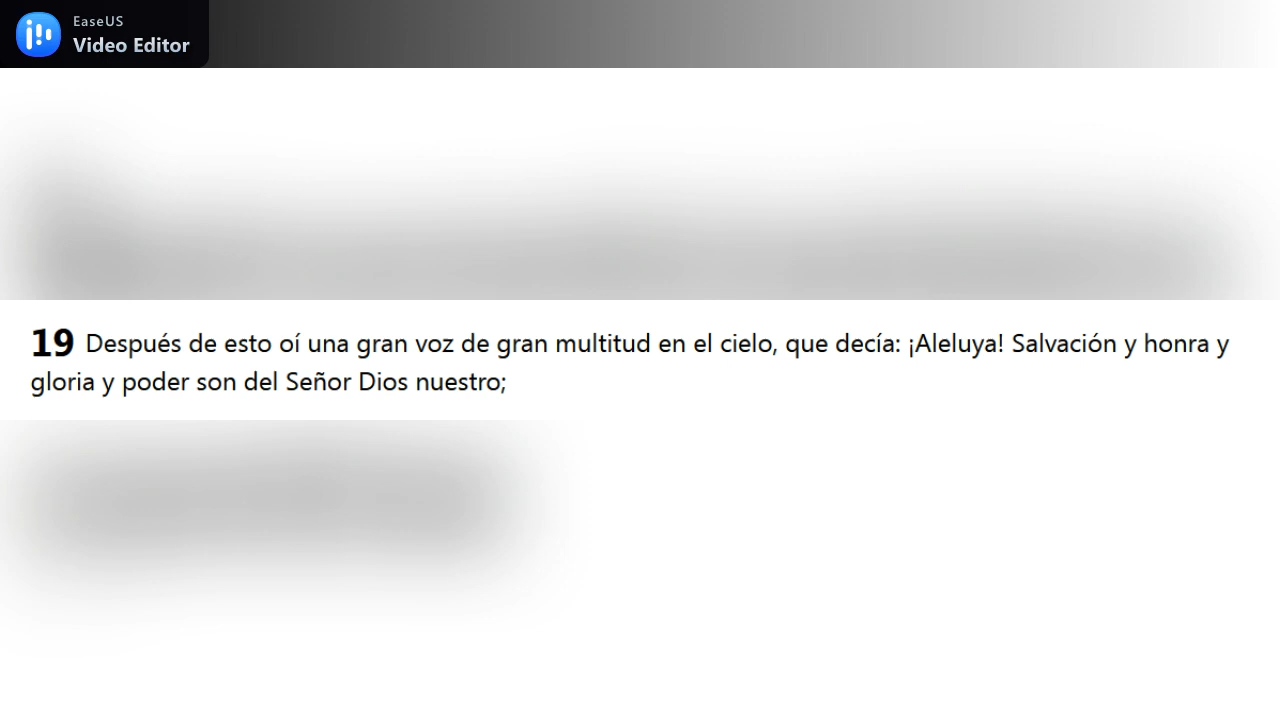 EaseUS
Video Editor
19 Después de esto oí una gran voz de gran multitud en el cielo, que decía: ¡Aleluya! Salvación y honra y
gloria y poder son del Señor Dios nuestro;